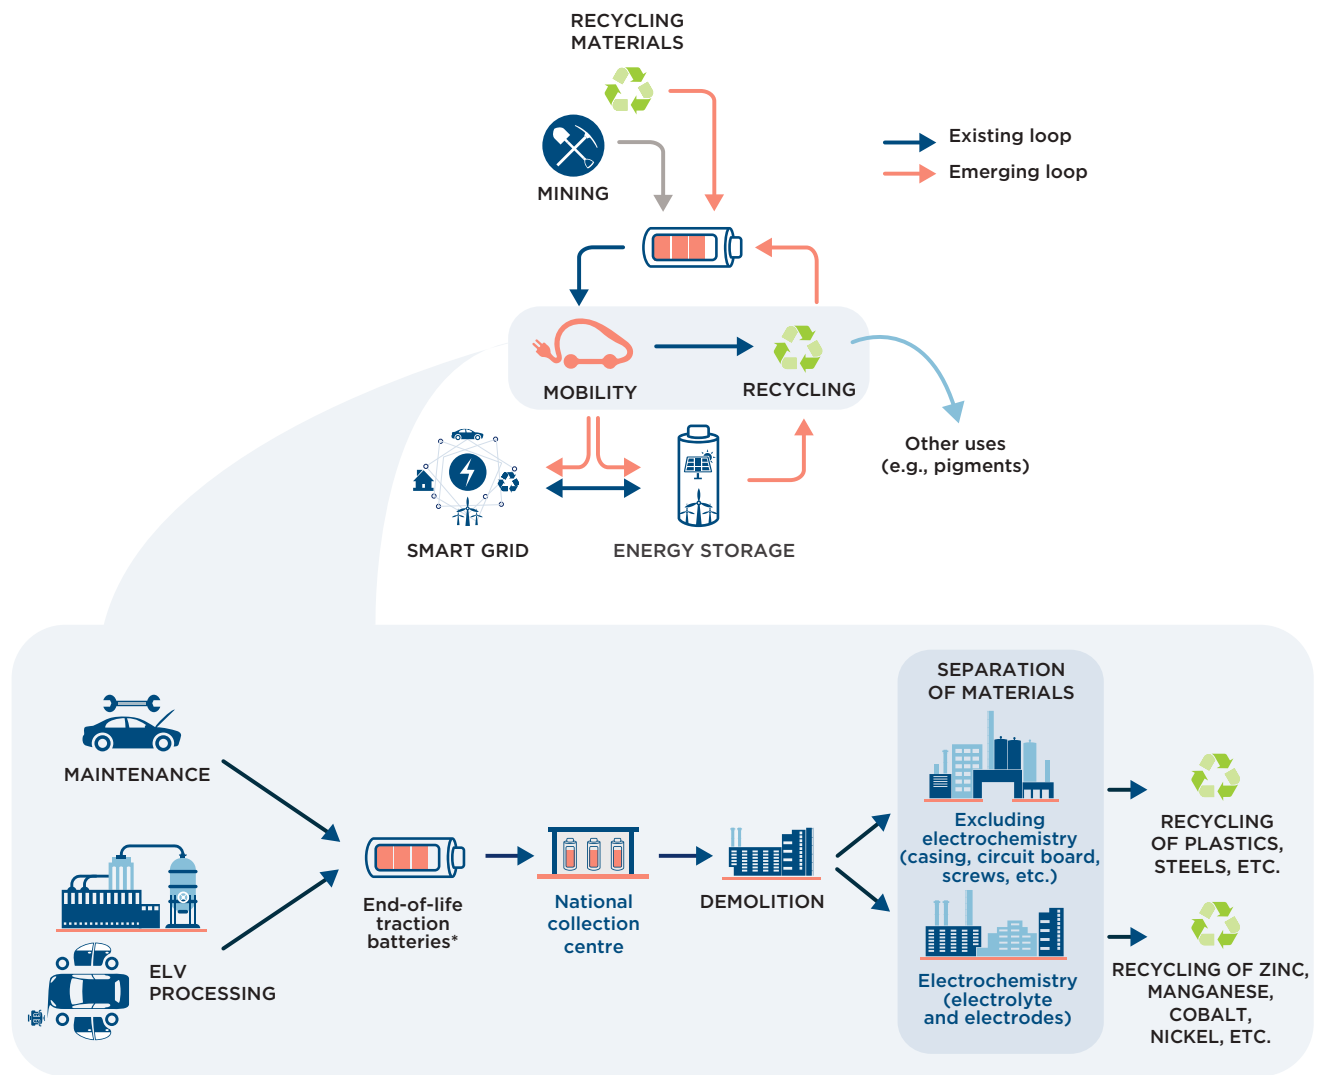 RECYCLING
MATERIALS
MINING
Existing loop
Emerging loop
MOBILITY
RECYCLING
Other uses
(e.g., pigments)
SMART GRID
ENERGY STORAGE
MAINTENANCE
ELV
PROCESSING
End-of-life
traction
batteries*
National
collection
centre
DEMOLITION
SEPARATION
OF MATERIALS
Excluding
electrochemistry
(casing, circuit board,
screws, etc.)
Electrochemistry
(electrolyte
and electrodes)
RECYCLING
OF PLASTICS,
STEELS, ETC.
RECYCLING OF ZINC,
MANGANESE,
COBALT,
NICKEL, ETC.